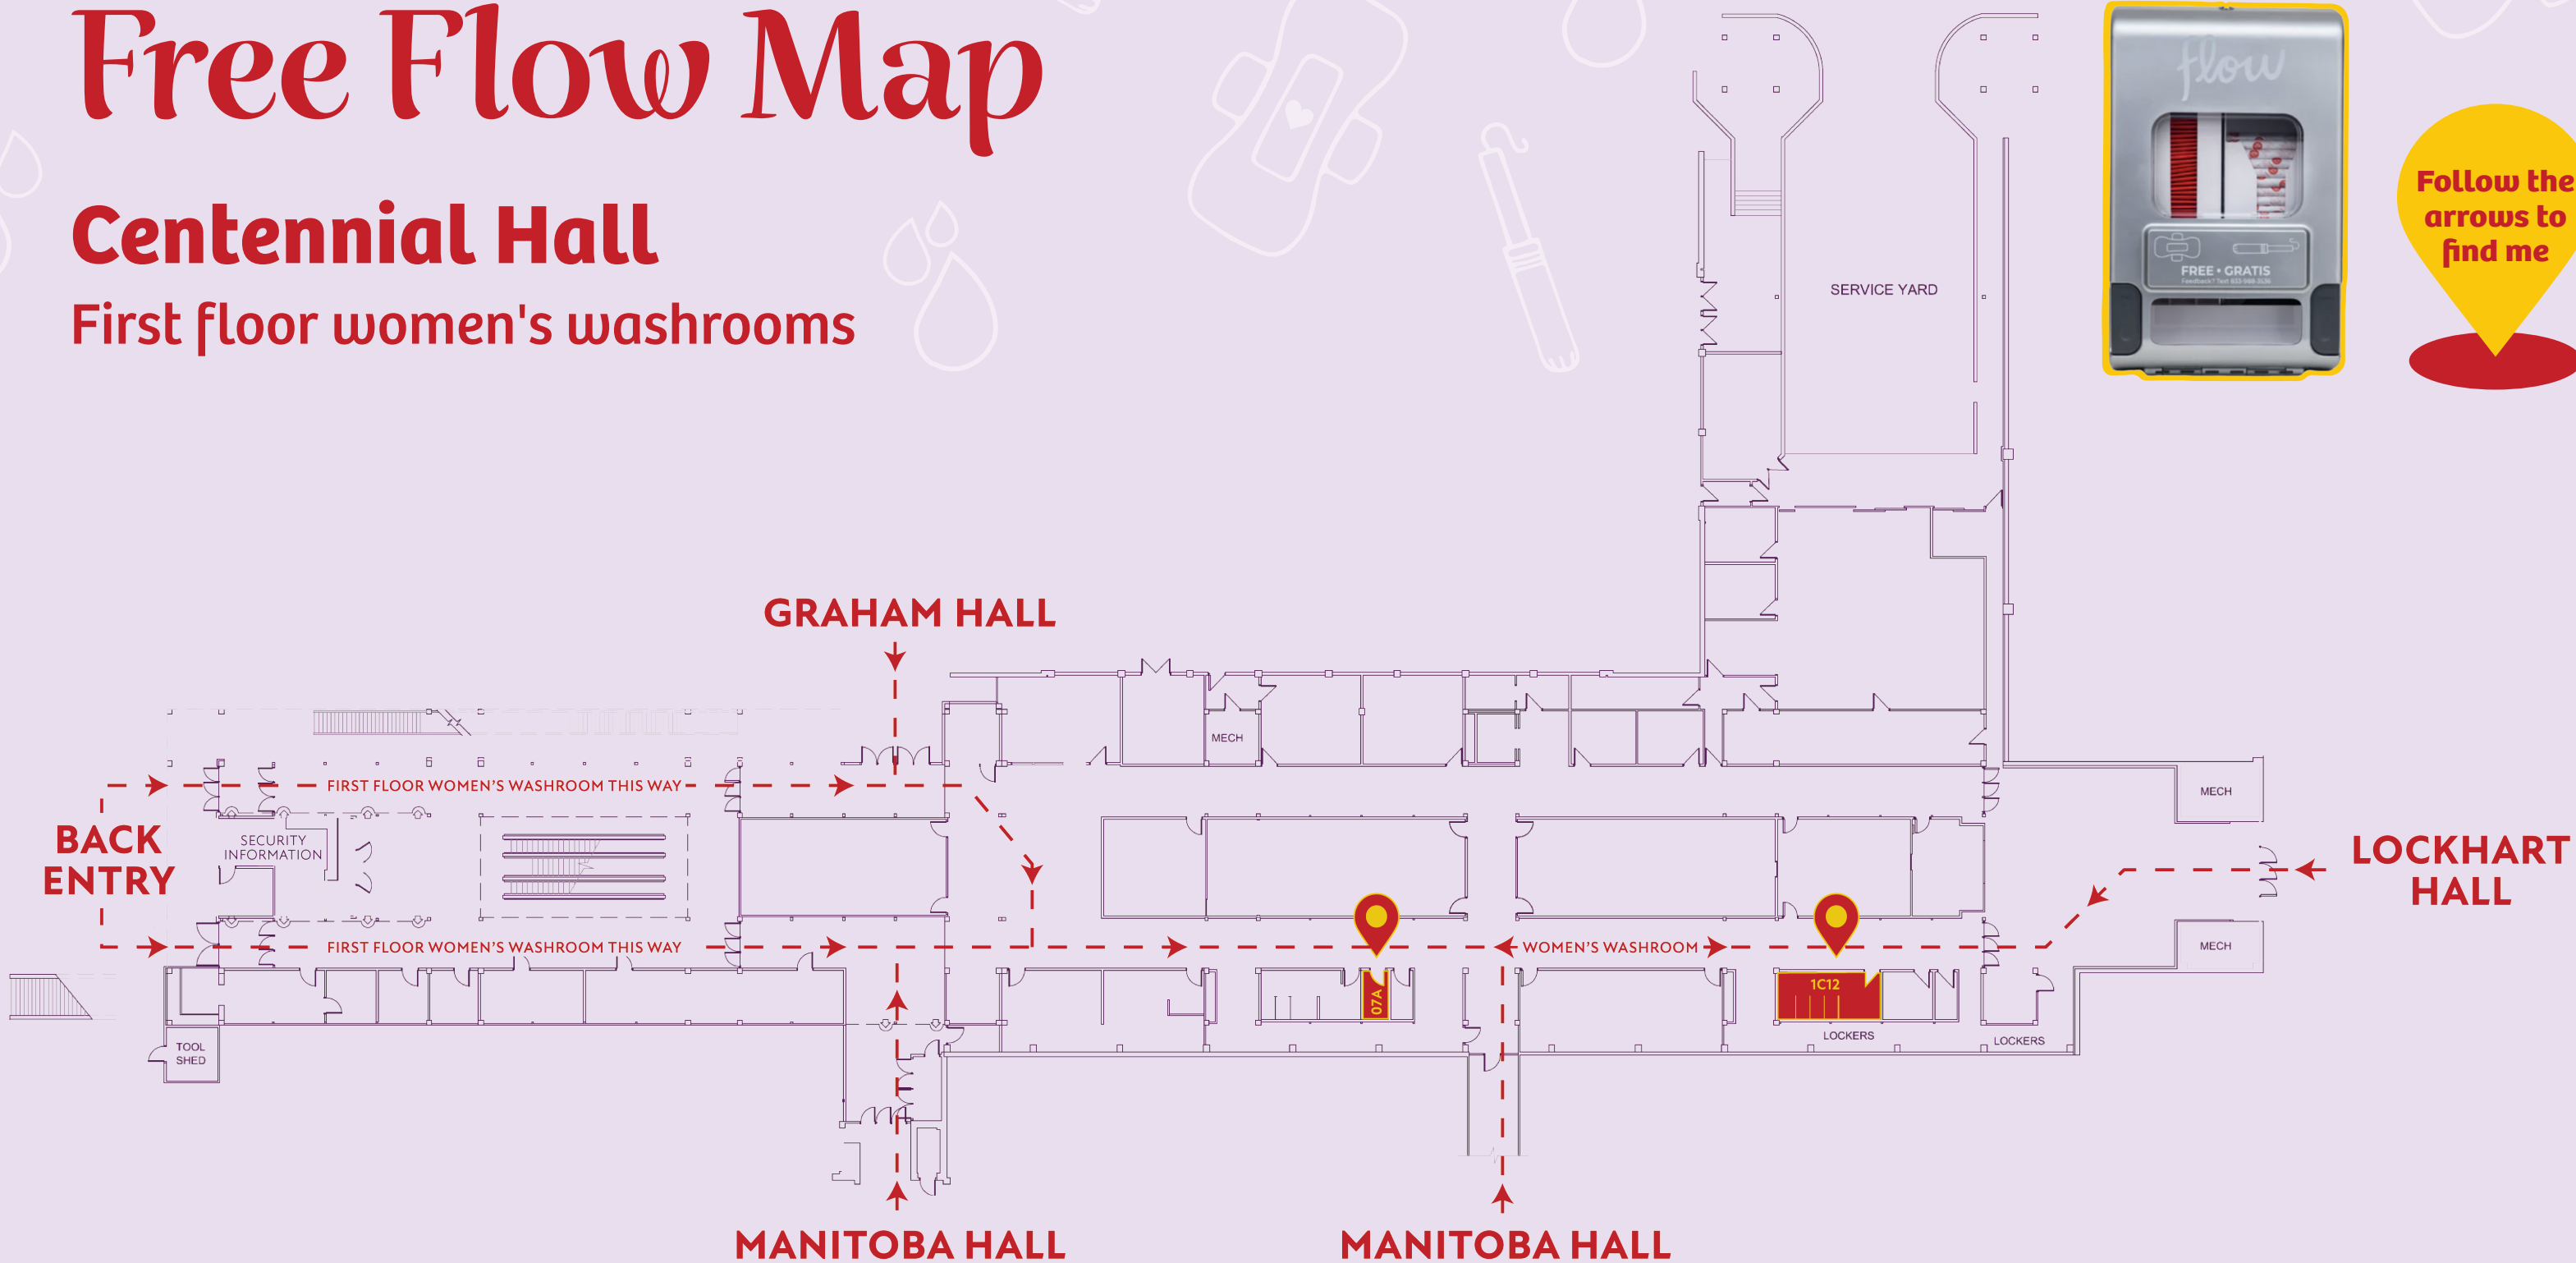 Free Flow Map
Centennial Hall
First floor women's washrooms
flow
FREE • GRATIS
Follow the
arrows to
find me
SERVICE YARD
GRAHAM HALL
MECH
FIRST FLOOR WOMEN'S WASHROOM THIS WAY
MECH
BACK
ENTRY
SECURITY
INFORMATION
LOCKHART
HALL
FIRST FLOOR WOMEN'S WASHROOM THIS WAY
WOMEN'S WASHROOM
MECH
07A
1C12
LOCKERS
LOCKERS
TOOL
SHED
MANITOBA HALL
MANITOBA HALL